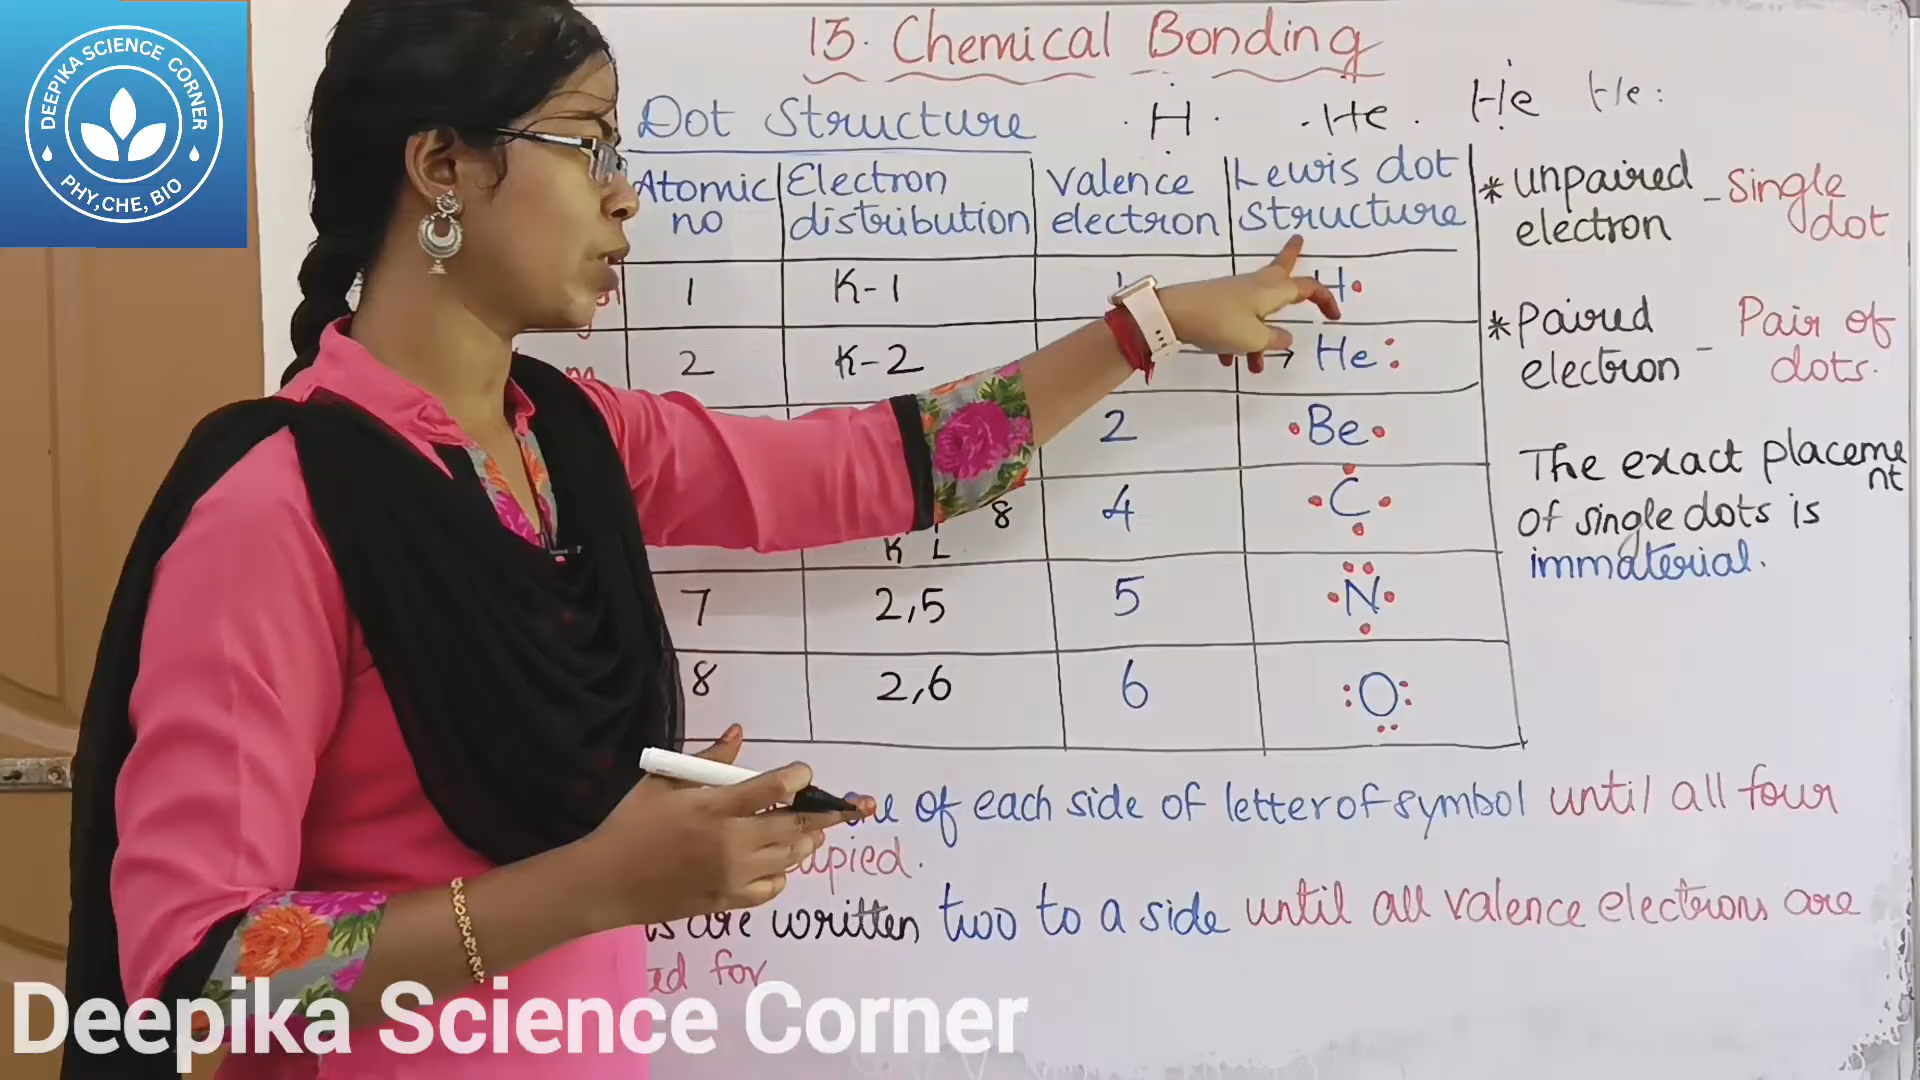 DEEPIKA SCIENCE CORNER
PHY,CHE, BIO
15. Chemical Bonding
Dot Structure
H
He
He
He
Atomic no
Electron distribution
Valence electron
Lewis dot structure
1
K-1
H
2
K-2
He
2
Be
8
4
C
K L
7
2,5
5
N
8
2,6
6
O
* unpaired electron - Single dot
* Paired electron - Pair of dots.
The exact placement
of single dots is
immaterial.
of each side of letter of symbol until all four
are written two to a side until all valence electrons are
for
Deepika Science Corner